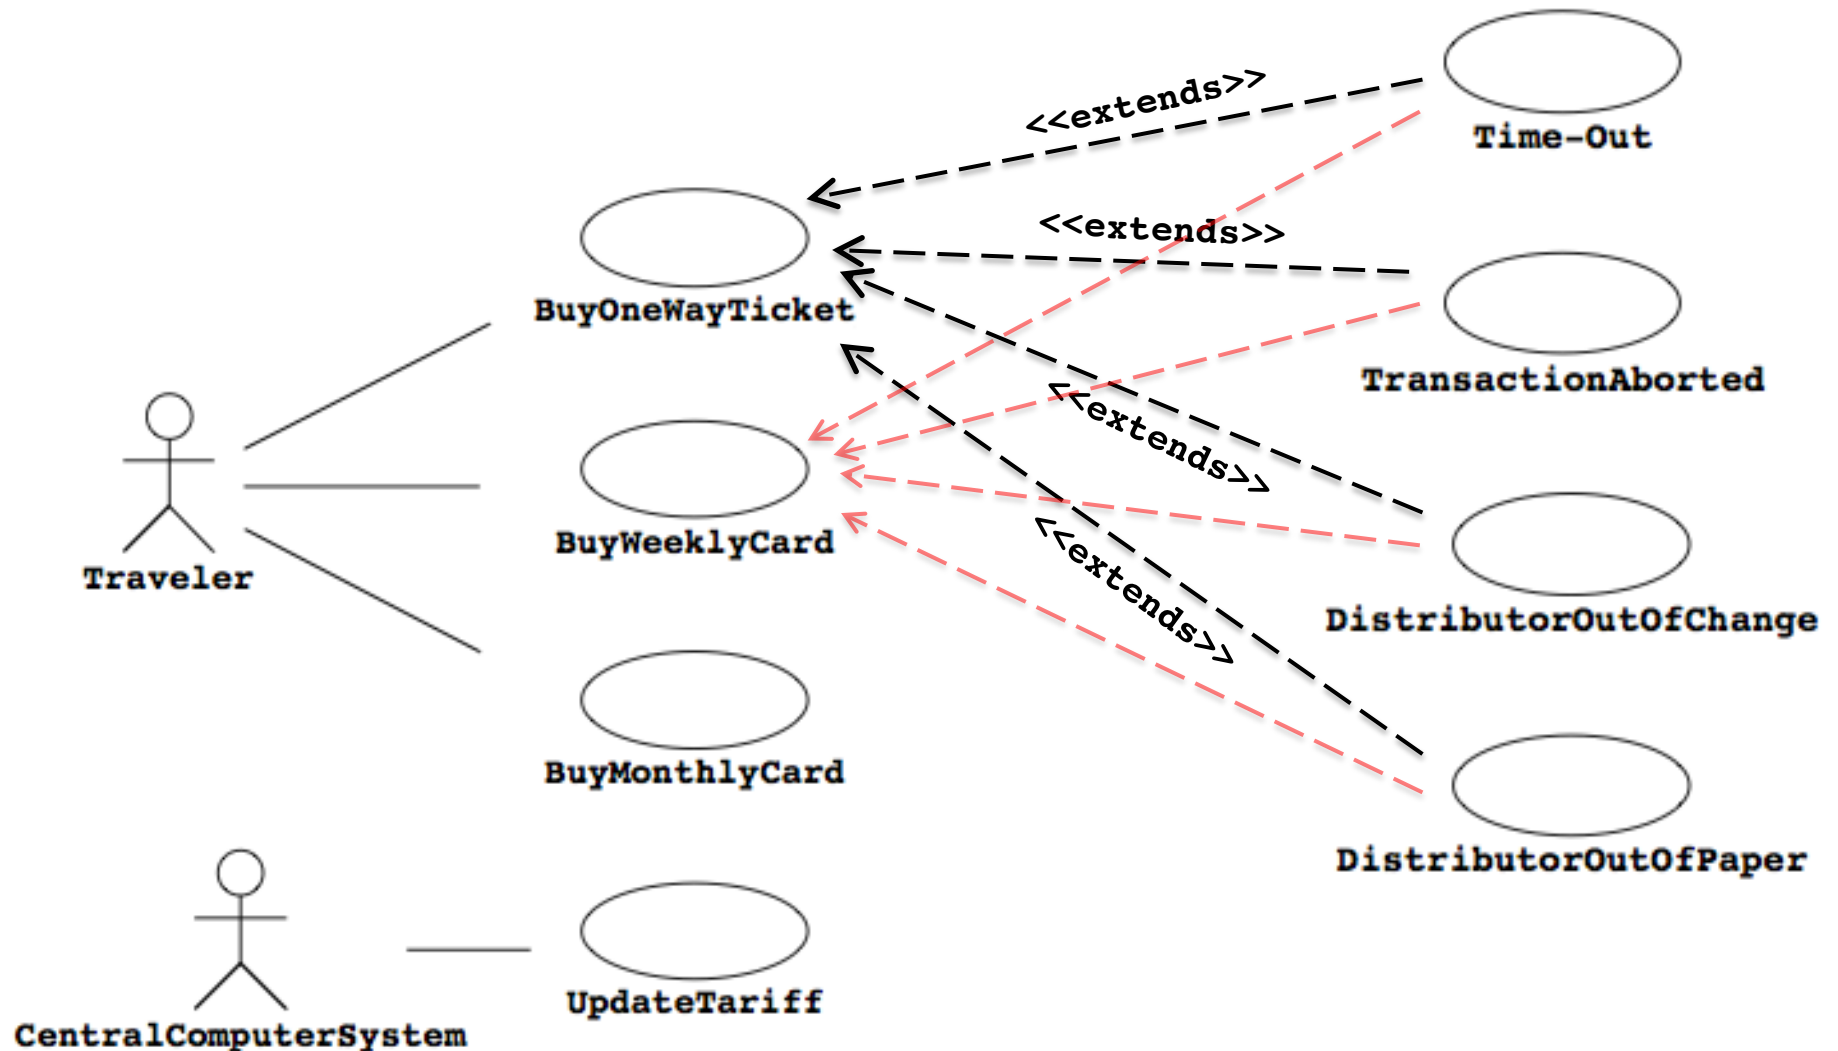 <<extends>>
Time-Out
<<extends>>
BuyOneWayTicket
TransactionAborted
<<extends>>
BuyWeeklyCard
Traveler
<<extends>>
DistributorOutOfChange
BuyMonthlyCard
DistributorOutOfPaper
UpdateTariff
CentralComputerSystem